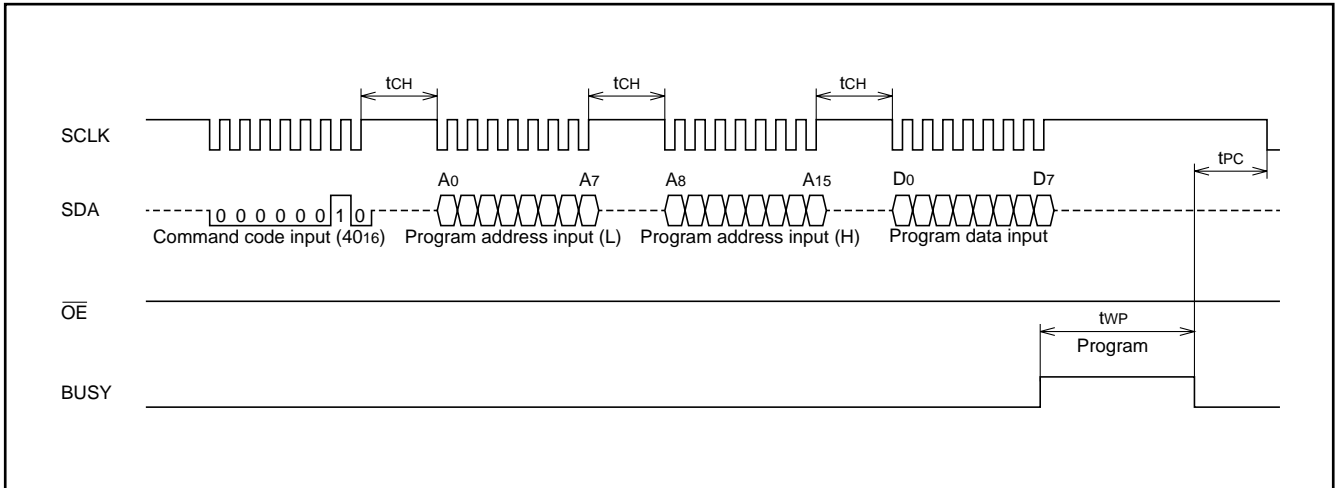 tCH tCH tCH
SCLK
tPC
A0 A7 A8 A15 D0 D7
SDA
0 0 0 0 0 0 1 0
Command code input (4016) Program address input (L) Program address input (H) Program data input
OE
tWP
Program
BUSY